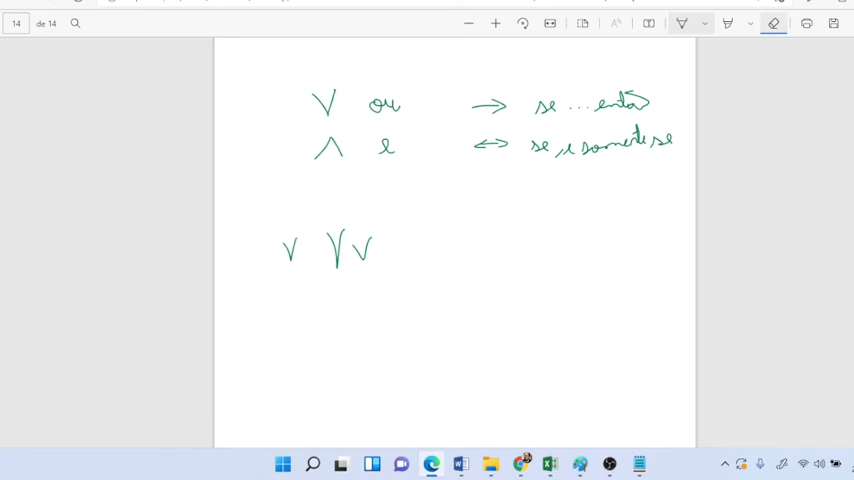 14 de 14
V ou → se ... então
∧ e ↔ se, e somente se
V V V